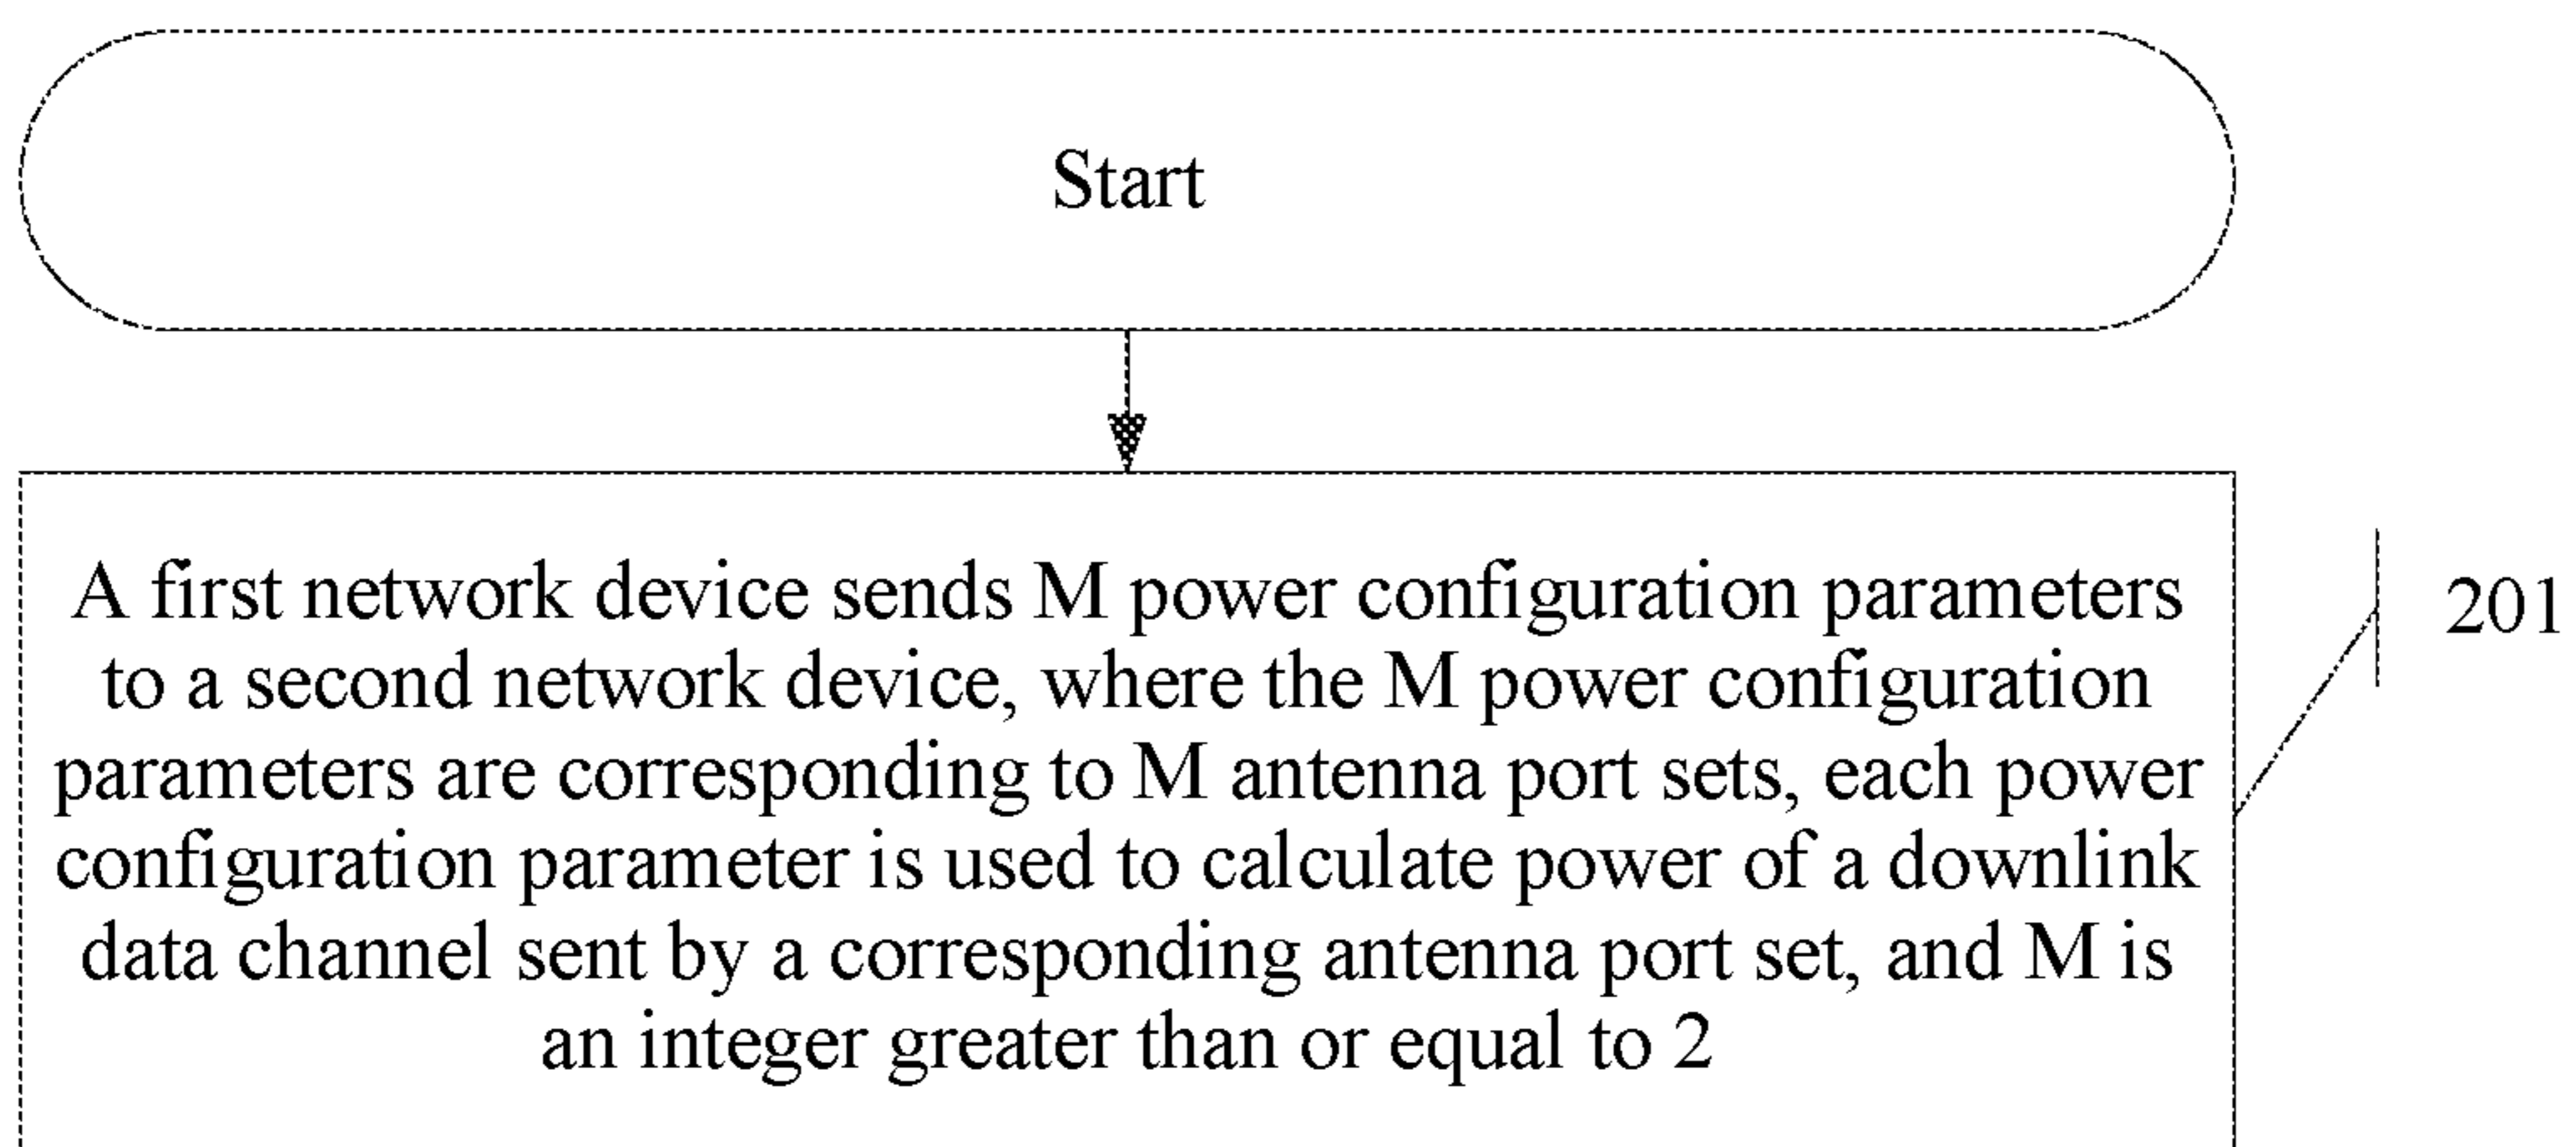 Start
A first network device sends M power configuration parameters
to a second network device, where the M power configuration
parameters are corresponding to M antenna port sets, each power
configuration parameter is used to calculate power of a downlink
data channel sent by a corresponding antenna port set, and M is
an integer greater than or equal to 2
201